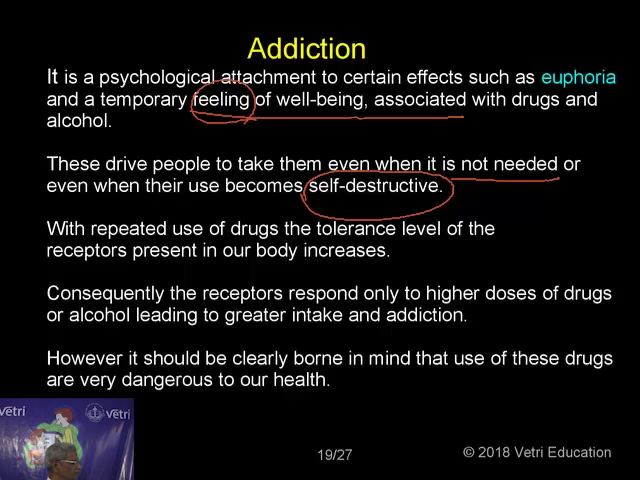 Addiction
It is a psychological attachment to certain effects such as euphoria
and a temporary feeling of well-being, associated with drugs and
alcohol.
These drive people to take them even when it is not needed or
even when their use becomes self-destructive.
With repeated use of drugs the tolerance level of the
receptors present in our body increases.
Consequently the receptors respond only to higher doses of drugs
or alcohol leading to greater intake and addiction.
However it should be clearly borne in mind that use of these drugs
are very dangerous to our health.
Vetri
Vetri
19/27
© 2018 Vetri Education